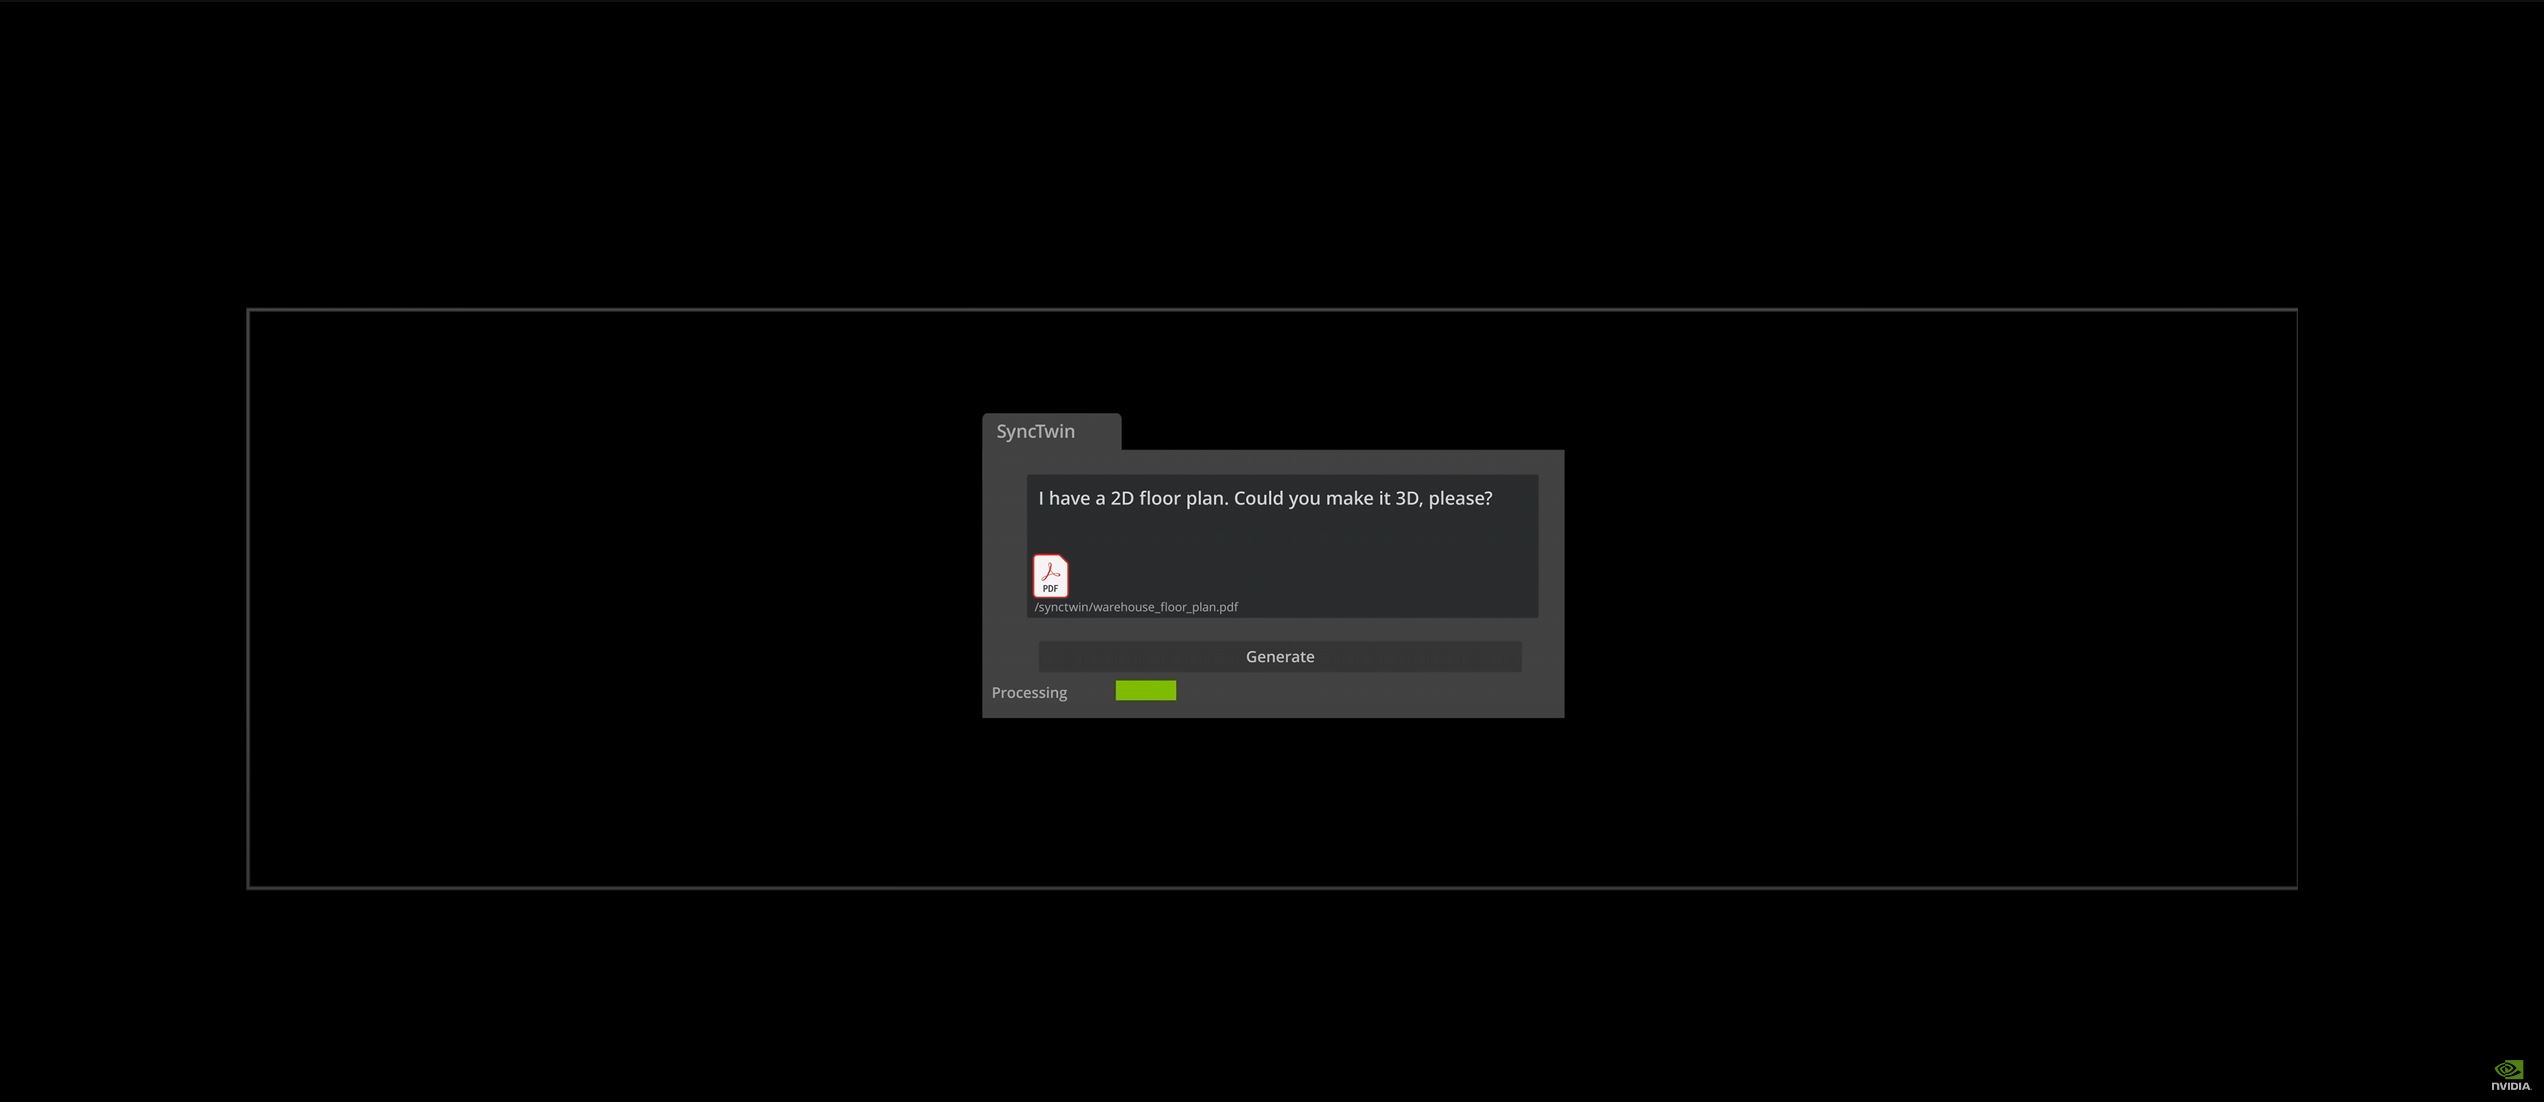 SyncTwin
I have a 2D floor plan. Could you make it 3D, please?
PDF
/synctwin/warehouse_floor_plan.pdf
Generate
Processing
NVIDIA